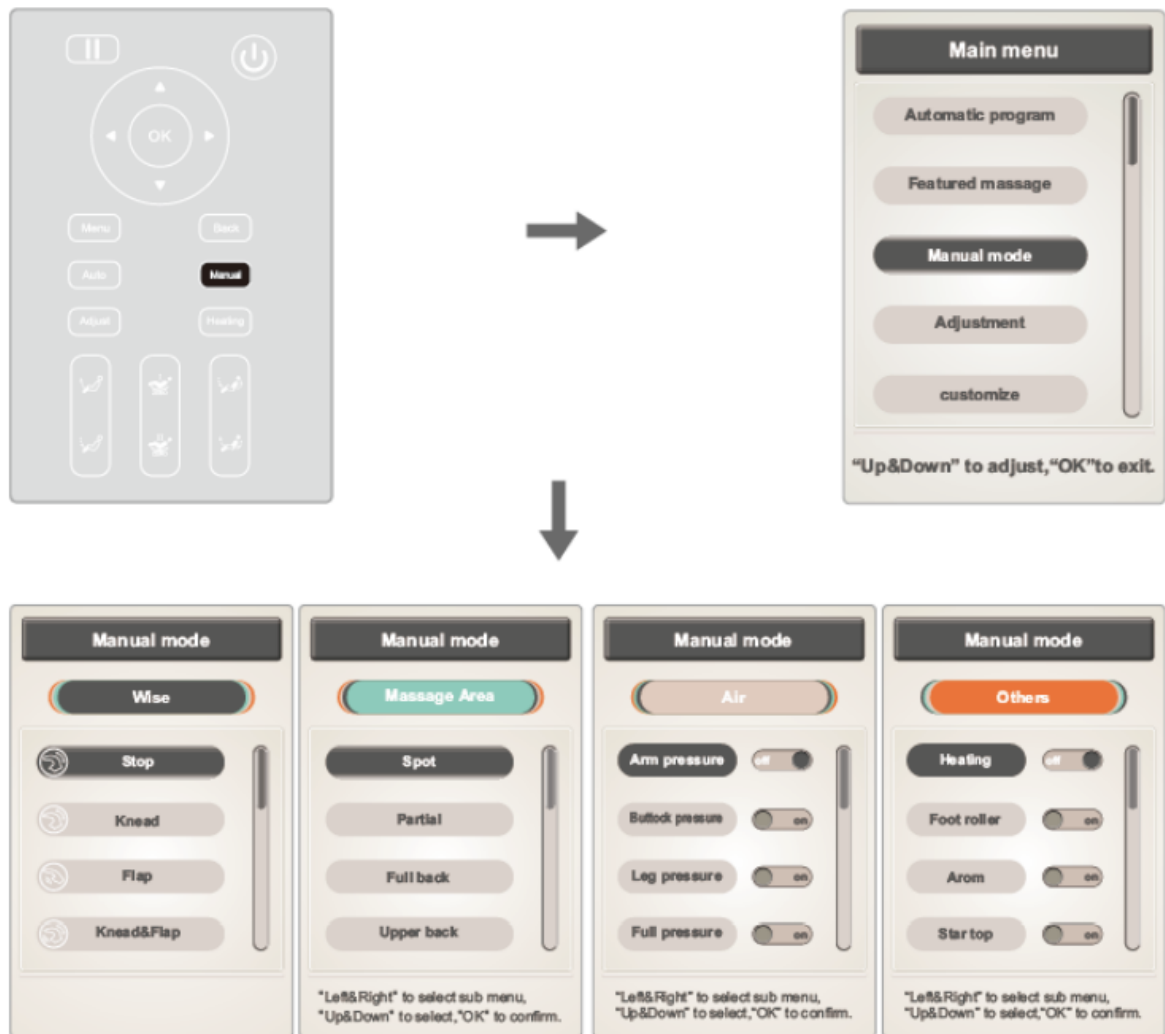 OK
Menu
Back
Auto
Manual
Adjust
Heating
Main menu
Automatic program
Featured massage
Manual mode
Adjustment
customize
“Up&Down” to adjust,“OK”to exit.
Manual mode
Wise
Stop
Knead
Flap
Knead&Flap
Manual mode
Massage Area
Spot
Partial
Full back
Upper back
"Left&Right" to select sub menu,
"Up&Down" to select,"OK" to confirm.
Manual mode
Air
Arm pressure off
Buttock pressure on
Leg pressure on
Full pressure on
"Left&Right" to select sub menu,
"Up&Down" to select,"OK" to confirm.
Manual mode
Others
Heating off
Foot roller on
Arom on
Star top on
"Left&Right" to select sub menu,
"Up&Down" to select,"OK" to confirm.